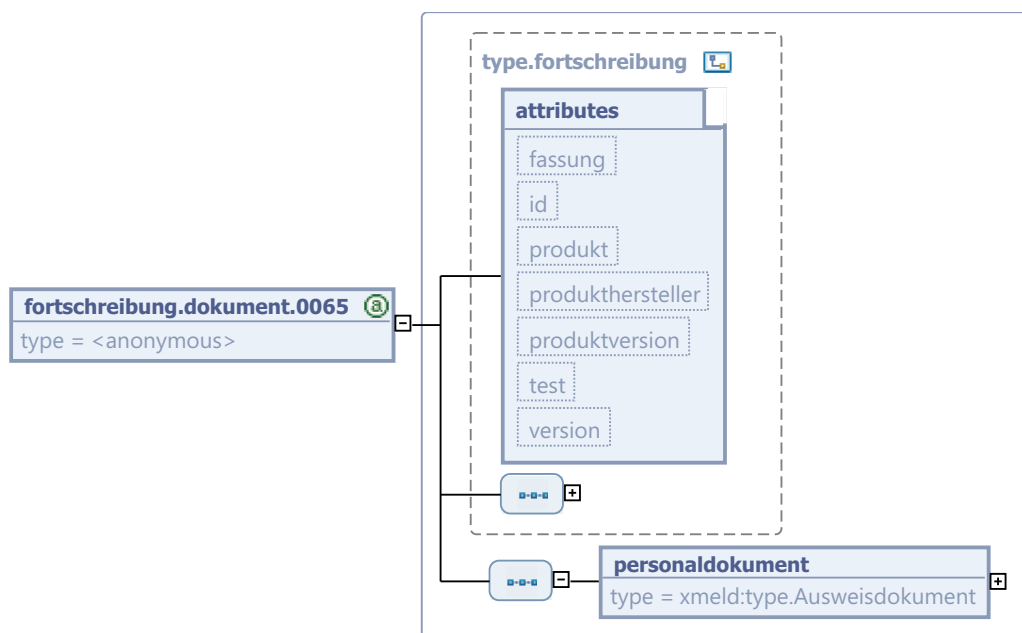 type.fortschreibung
attributes
fassung
id
produkt
produkthersteller
produktversion
test
version
fortschreibung.dokument.0065
type = <anonymous>
personaldokument
type = xmeld:type.Ausweisdokument